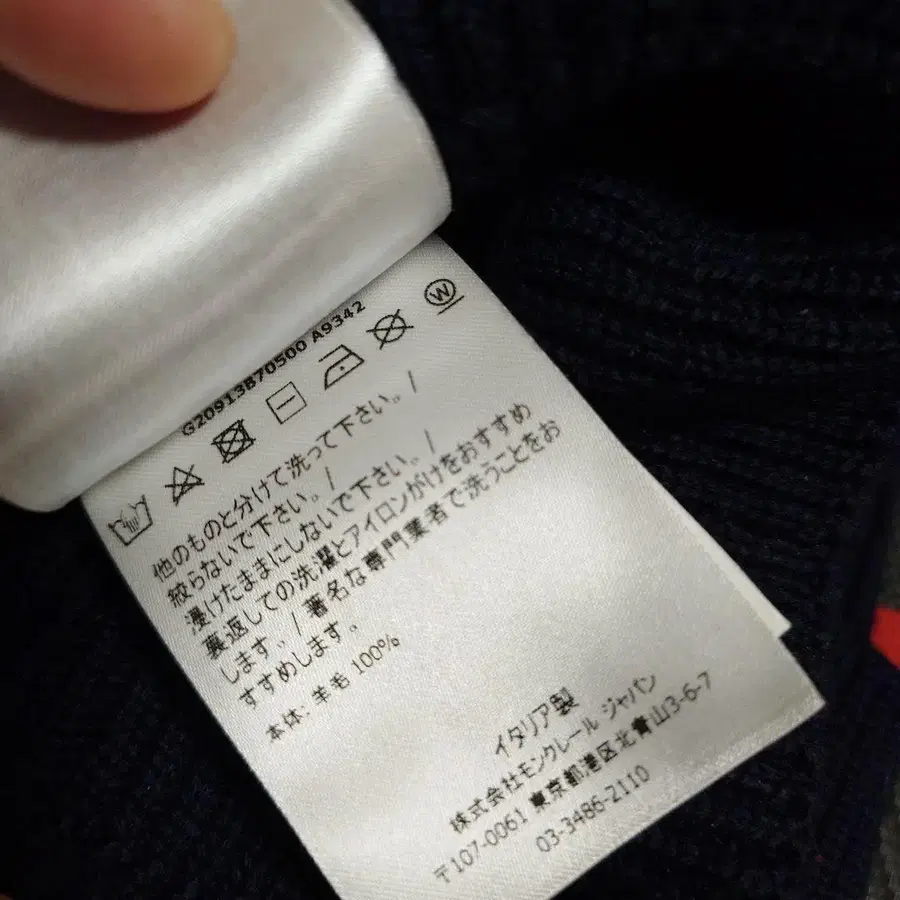 G20913B70500 A9342
W
他のものと分けて洗って下さい。/
絞らないで下さい。/
浸けたままにしないで下さい。/
裏返しての洗濯とアイロンがけをおすすめ
します。/ 著名な専門業者で洗うことをお
すすめします。
本体: 羊毛 100%
イタリア製
株式会社モンクレール ジャパン
〒107-0061 東京都港区北青山3-6-7
03-3486-2110